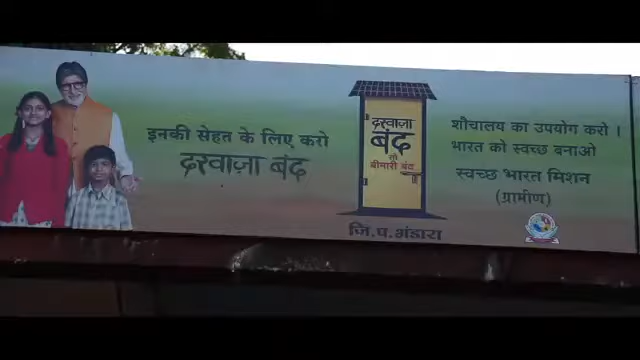 इनकी सेहत के लिए करो
दरवाज़ा बंद
दरवाज़ा
बंद
तो
बीमारी बंद
जि.प.भंडारा
शौचालय का उपयोग करो ।
भारत को स्वच्छ बनाओ
स्वच्छ भारत मिशन
(ग्रामीण)